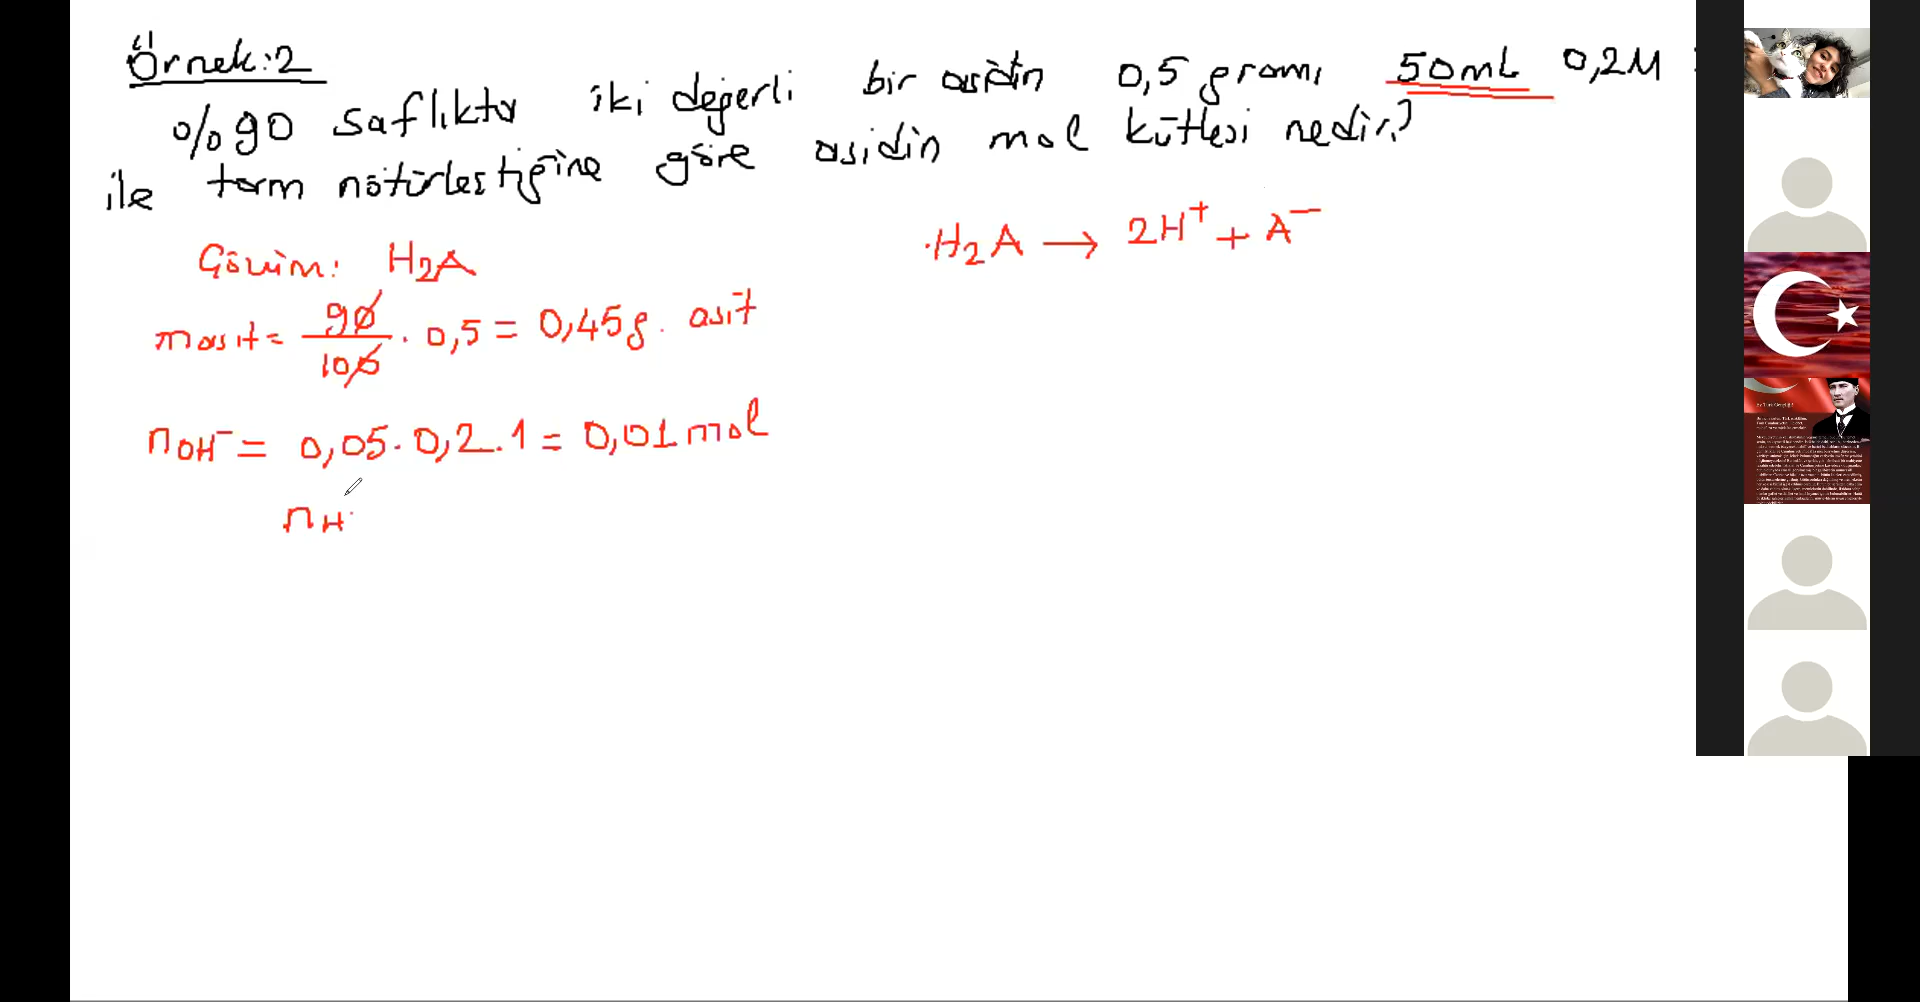 Örnek:2
%90 saflıkta iki değerli bir asidin 0,5 gramı 50mL 0,2M
ile tam nötürleştiğine göre asidin mol kütlesi nedir?
Çözüm: H₂A
H₂A → 2H⁺ + A⁻
masit = 90/100 . 0,5 = 0,45g. asit
nOH⁻ = 0,05 . 0,2 . 1 = 0,01 mol
nH